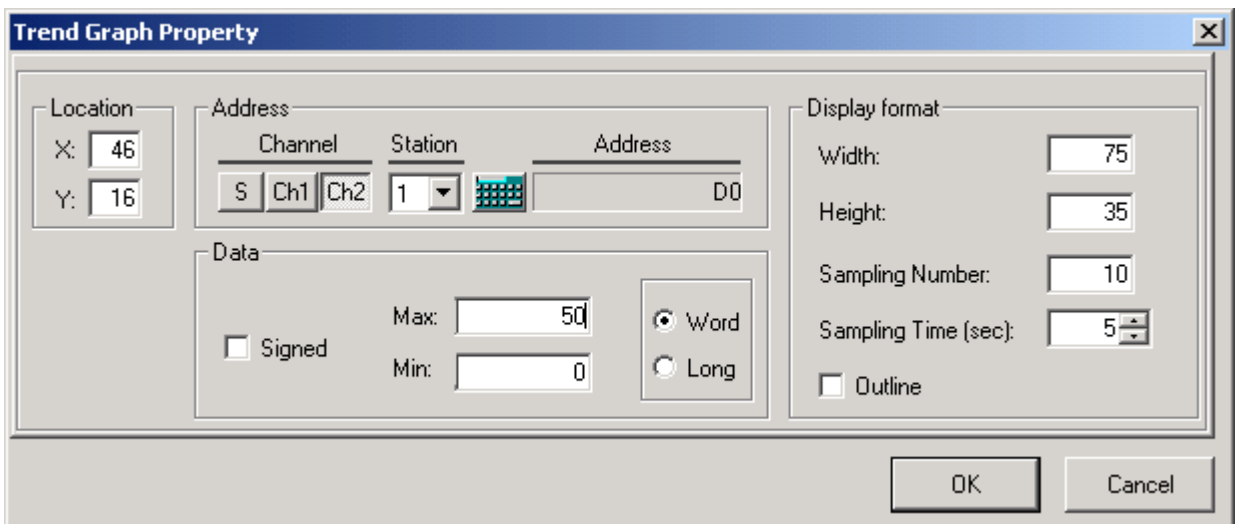 Trend Graph Property
Location
X: 46
Y: 16
Address
Channel Station Address
S Ch1 Ch2 1 D0
Data
Signed
Max: 50
Min: 0
Word
Long
Display format
Width: 75
Height: 35
Sampling Number: 10
Sampling Time (sec): 5
Outline
OK Cancel